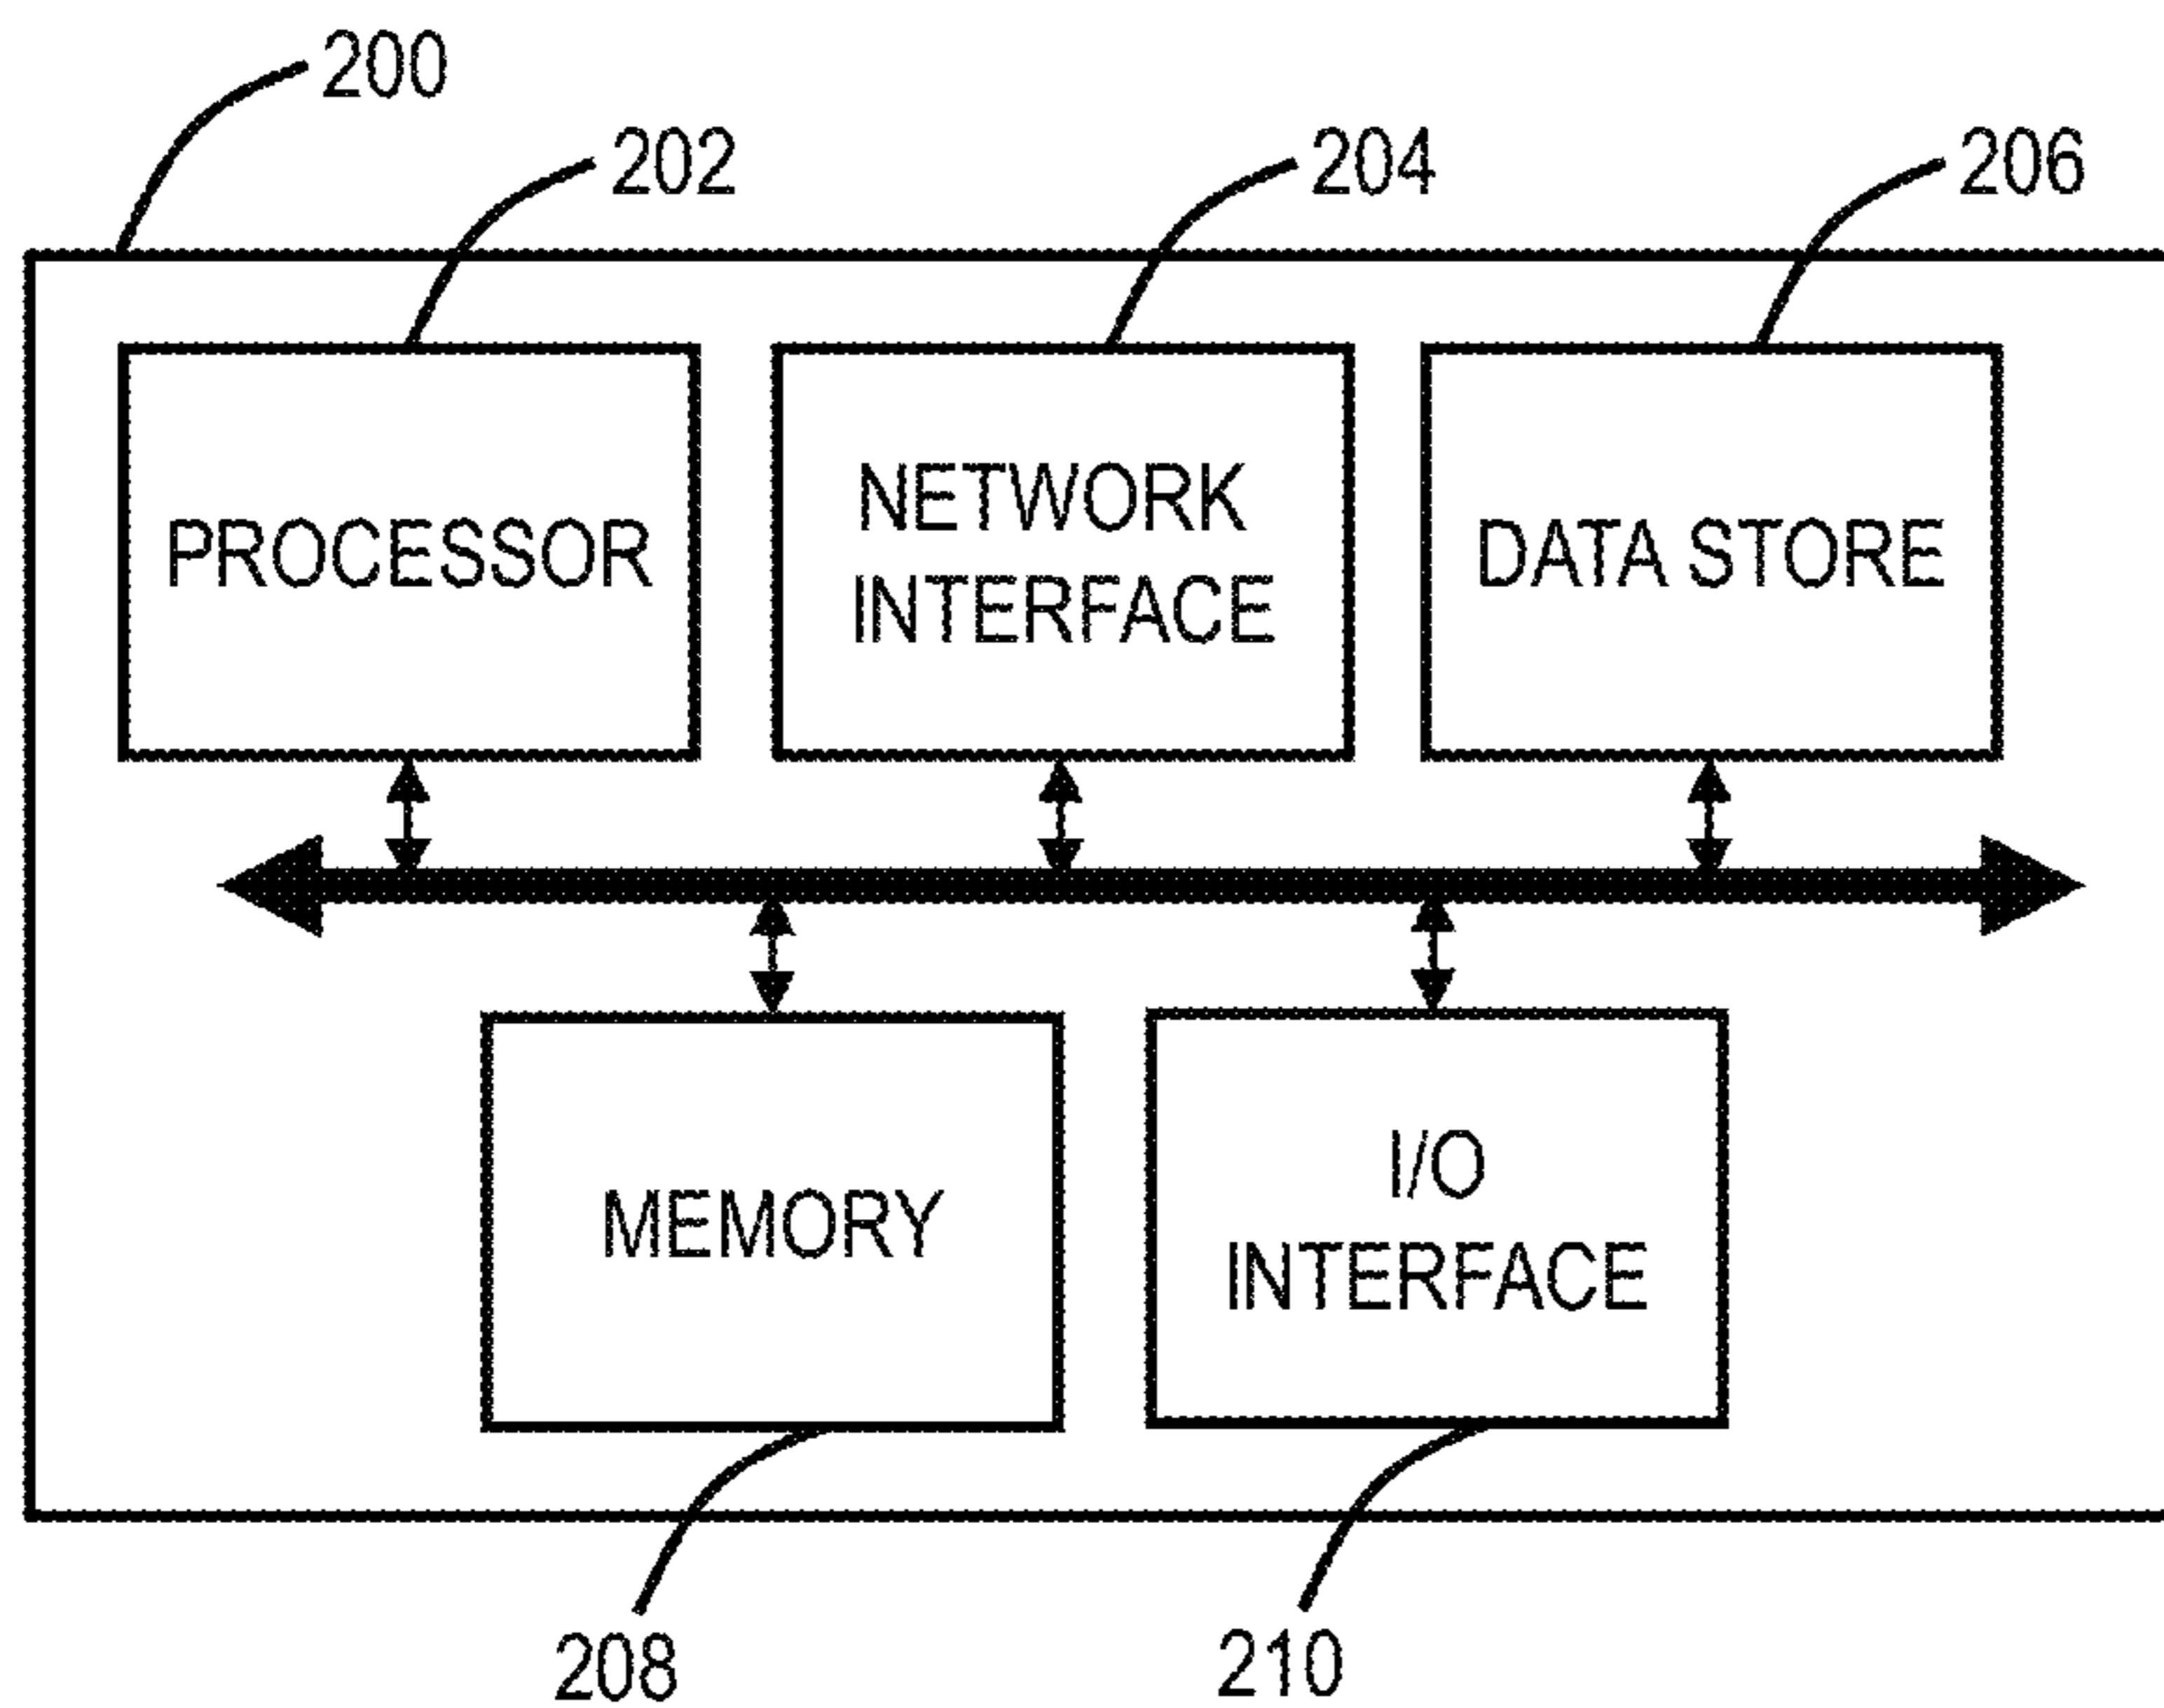 200
202
204
206
PROCESSOR
NETWORK
INTERFACE
DATA STORE
MEMORY
I/O
INTERFACE
208
210